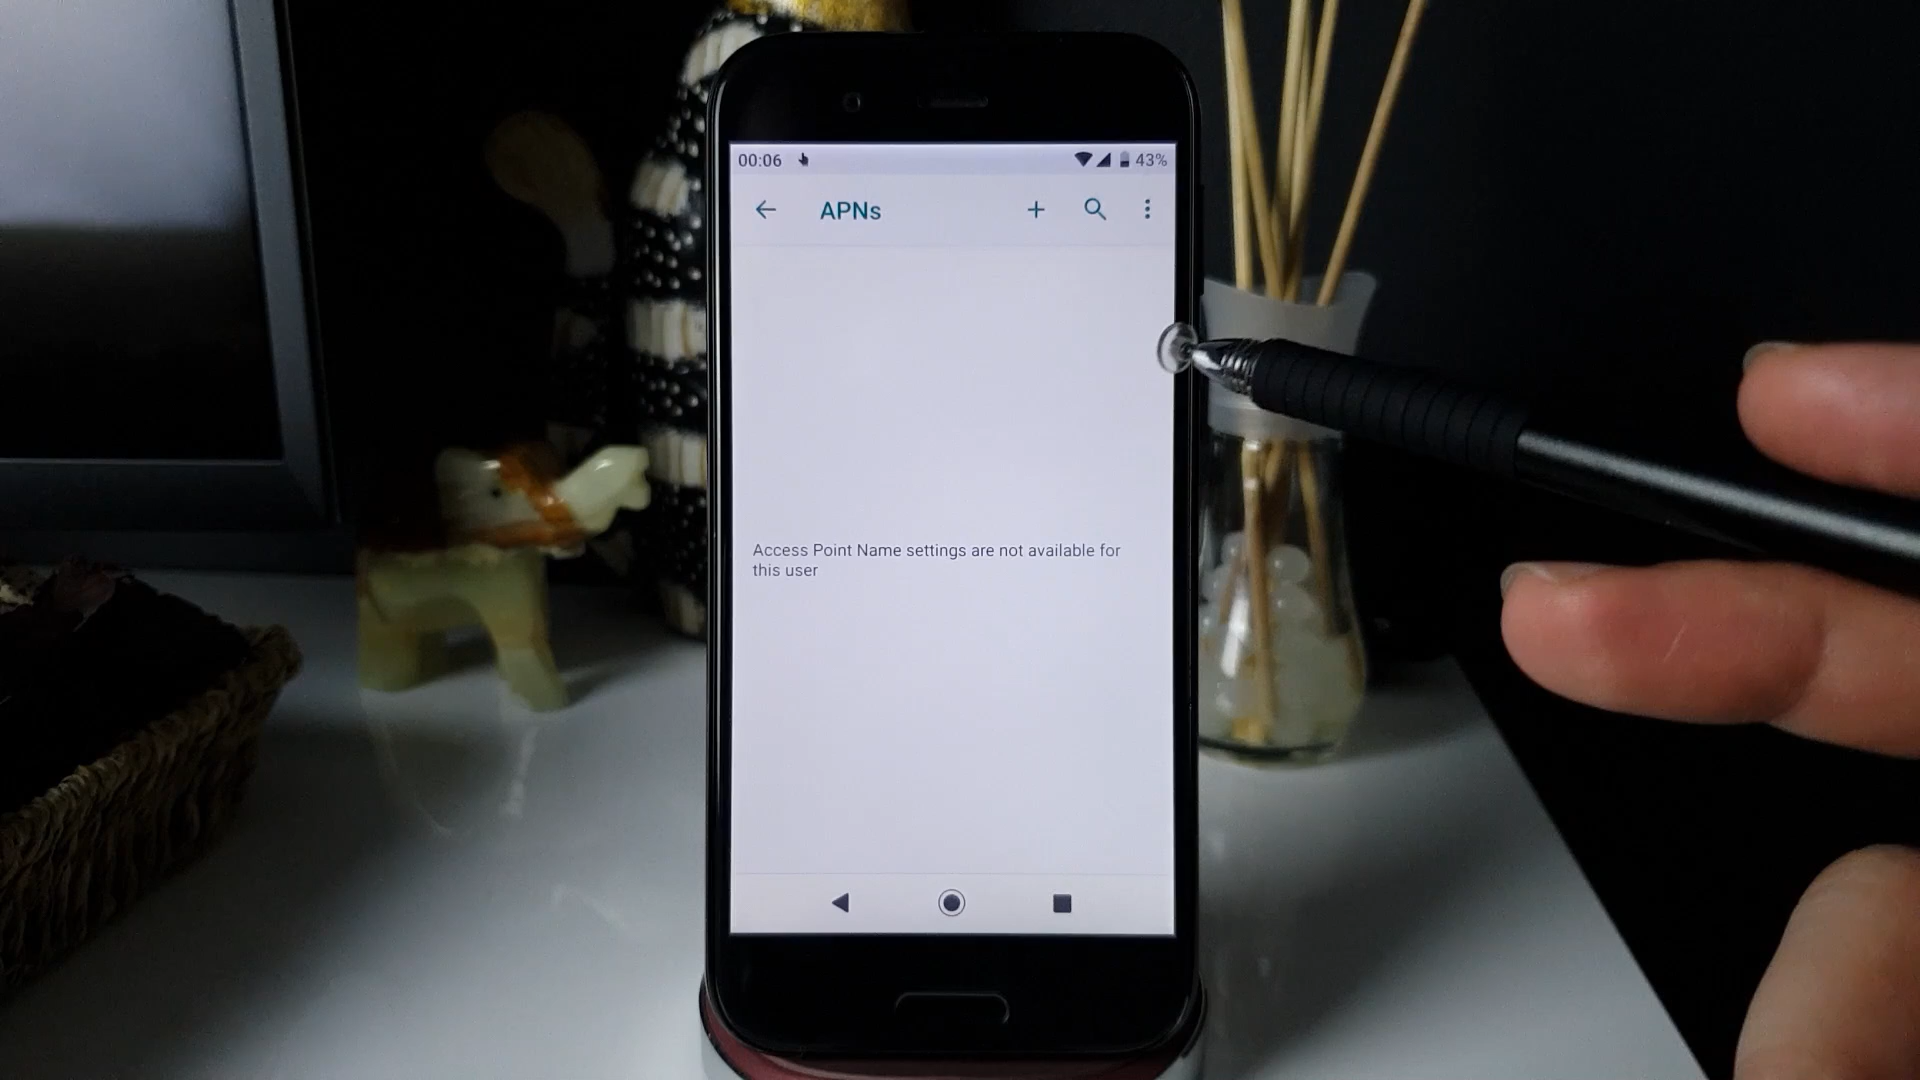 00:06 43%
APNs
Access Point Name settings are not available for
this user